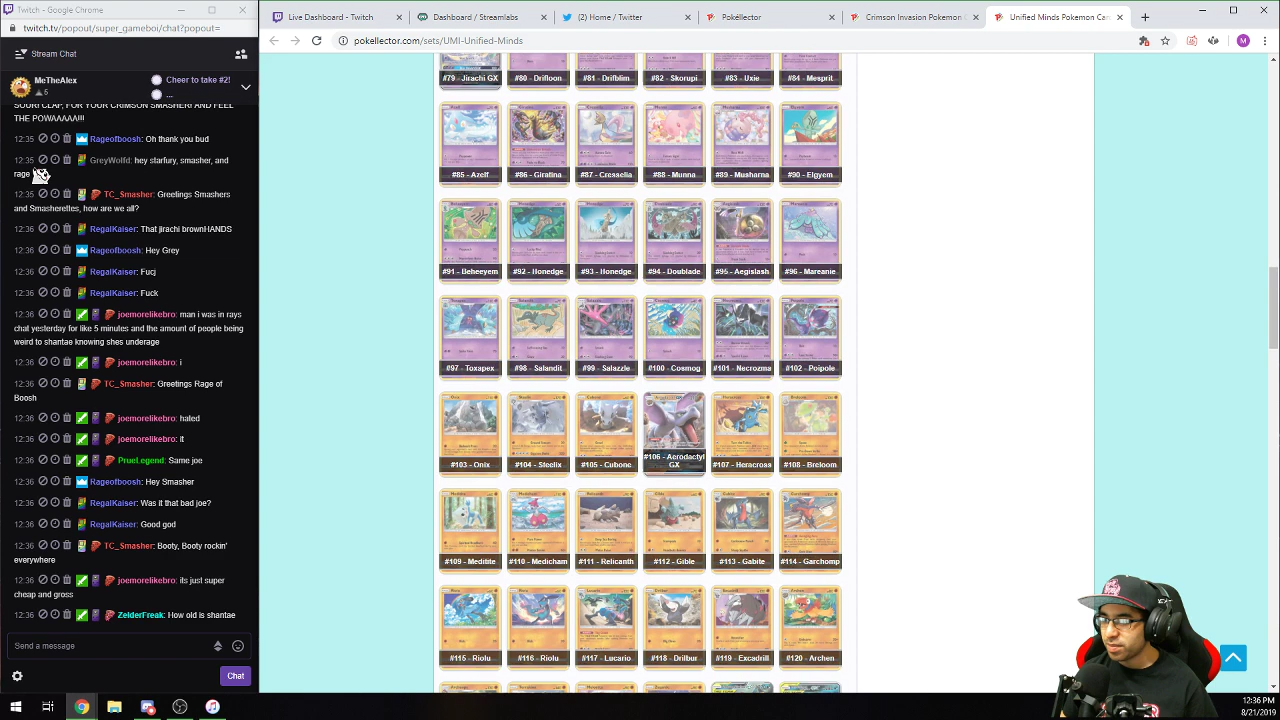 Twitch - Google Chrome
twitch.tv/popout/super_gameboi/chat?popout=
Stream Chat
MeTheAlex
0
Cheer to take #2!
...
SOURI CLAP, FOR YOUR CRIMSON SMASHER! AND FEEL
THE POWAAAAA!!!
12:35 Rageofboosh: Oh thank you bud
12:35 GreyWolfd: hey starfury, smasher, and
rage :)
12:35 TC_Smasher: Greetings Smashers
and Smasherettes, how are we all?
12:35 RegalKaiser: That jirachi brownHANDS
12:36 Rageofboosh: Hey Grey
12:36 RegalKaiser: Fucj
12:36 RegalKaiser: Fuck
12:36 joemorelikebro: man i was in rays
chat yesterday for like 5 minutes and the amount of people being
weird to shantae knowing shes underage
12:36 joemorelikebro: i
12:36 TC_Smasher: Greetings Rage of
Boosh
12:36 joemorelikebro: hated
12:36 joemorelikebro: it
12:36 PrueLegend: Same joe
12:36 Rageofboosh: Hey Smasher
12:36 RegalKaiser: Was it that bad joe?
12:36 RegalKaiser: Good god
12:36 TC_Smasher: Booty, Booty rockin'
everywhere
12:36 joemorelikebro: its just super
cheap and gross
12:36 ZelderFreak: How old is shantae
Send a message
Chat
Live Dashboard - Twitch
Dashboard / Streamlabs
(2) Home / Twitter
Pokéllector
Crimson Invasion Pokemon
Unified Minds Pokemon Car
pokellector.com/sets/UMI-Unified-Minds
M
#79 - Jirachi GX #80 - Drifloon #81 - Drifblim #82 - Skorupi #83 - Uxie #84 - Mesprit
#85 - Azelf #86 - Giratina #87 - Cresselia #88 - Munna #89 - Musharna #90 - Elgyem
#91 - Beheeyem #92 - Honedge #93 - Honedge #94 - Doublade #95 - Aegislash #96 - Mareanie
#97 - Toxapex #98 - Salandit #99 - Salazzle #100 - Cosmog #101 - Necrozma #102 - Poipole
#103 - Onix #104 - Steelix #105 - Cubone #106 - Aerodactyl GX #107 - Heracross #108 - Breloom
#109 - Meditite #110 - Medicham #111 - Relicanth #112 - Gible #113 - Gabite #114 - Garchomp
#115 - Riolu #116 - Riolu #117 - Lucario #118 - Drilbur #119 - Excadrill #120 - Archen
12:36 PM
8/21/2019